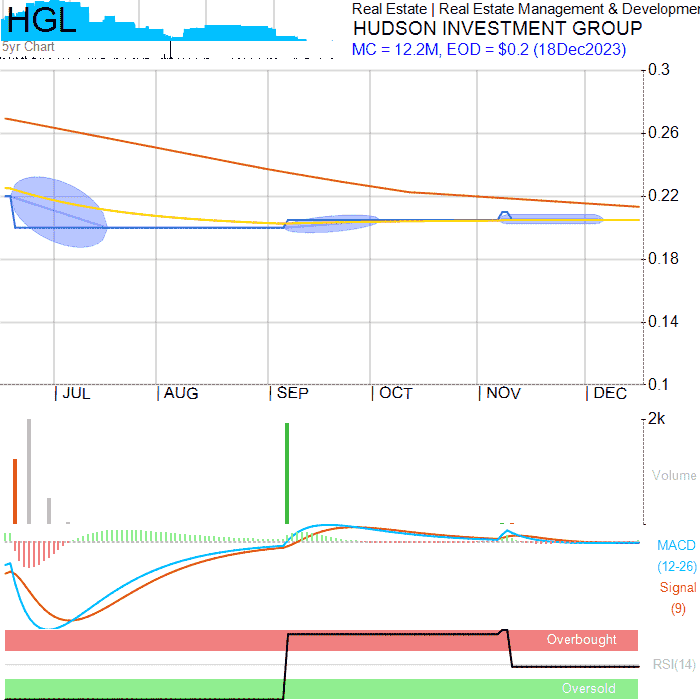 HGL
5yr Chart
Real Estate | Real Estate Management & Developmen
HUDSON INVESTMENT GROUP
MC = 12.2M, EOD = $0.2 (18Dec2023)
0.3
0.26
0.22
0.18
0.14
0.1
| JUL | AUG | SEP | OCT | NOV | DEC
2k
Volume
MACD
(12-26)
Signal
(9)
Overbought
RSI(14)
Oversold